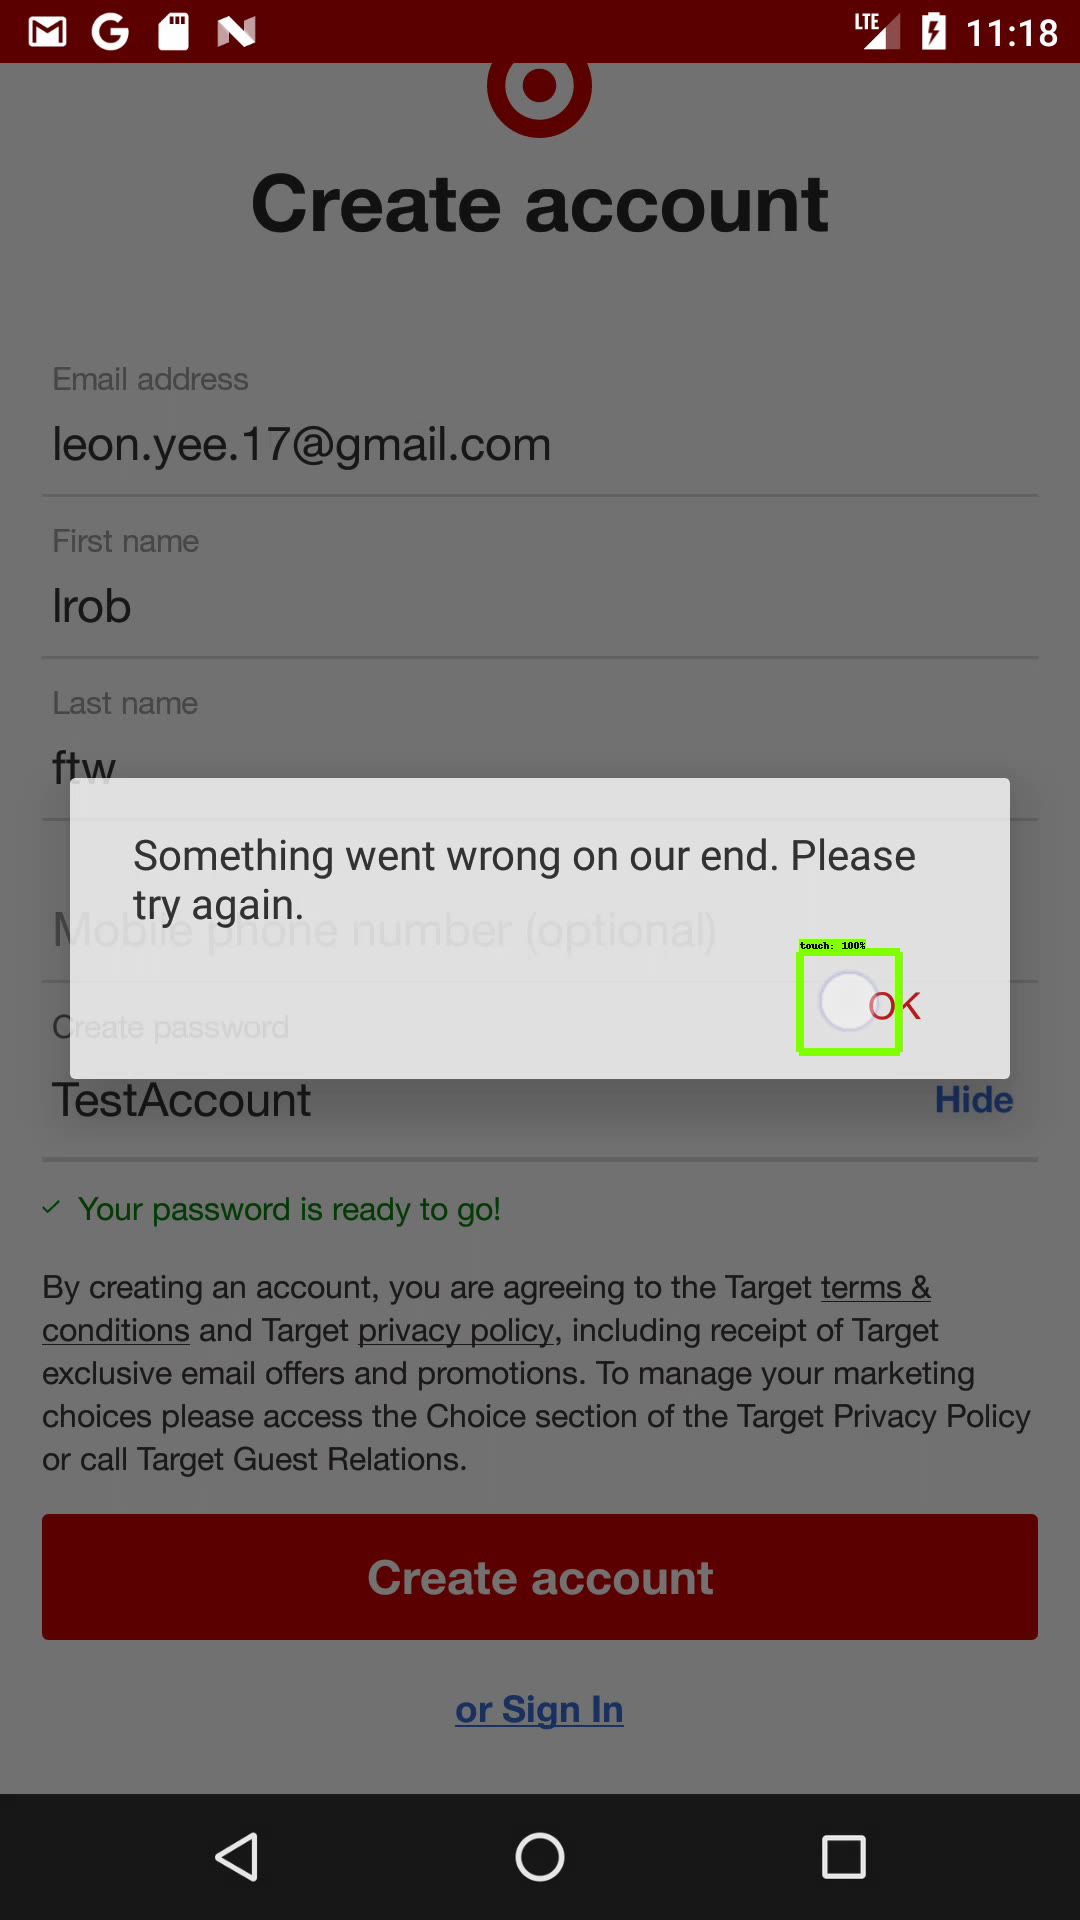 LTE 11:18
Create account
Email address
leon.yee.17@gmail.com
First name
lrob
Last name
ftw
Something went wrong on our end. Please
try again.
Mobile phone number (optional)
touch: 100%
OK
Create password
TestAccount
Hide
Your password is ready to go!
By creating an account, you are agreeing to the Target terms &
conditions and Target privacy policy, including receipt of Target
exclusive email offers and promotions. To manage your marketing
choices please access the Choice section of the Target Privacy Policy
or call Target Guest Relations.
Create account
or Sign In